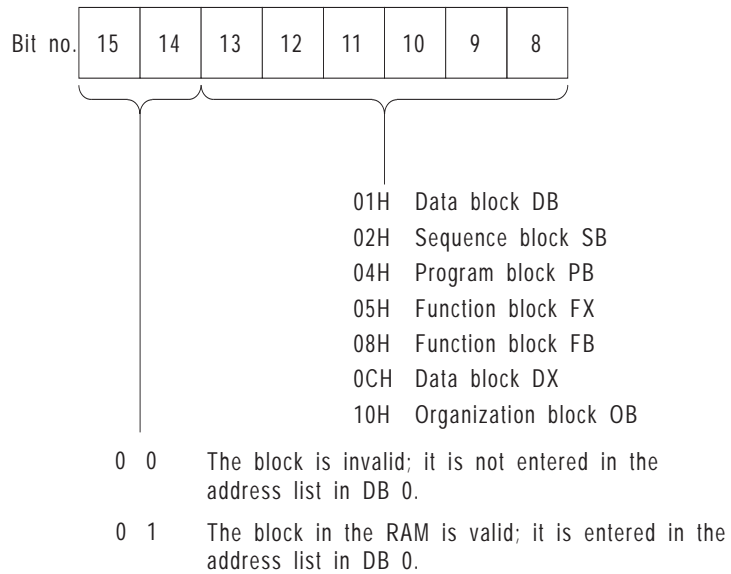 Bit no. 15 14 13 12 11 10 9 8
01H Data block DB
02H Sequence block SB
04H Program block PB
05H Function block FX
08H Function block FB
0CH Data block DX
10H Organization block OB
0 0 The block is invalid; it is not entered in the
address list in DB 0.
0 1 The block in the RAM is valid; it is entered in the
address list in DB 0.